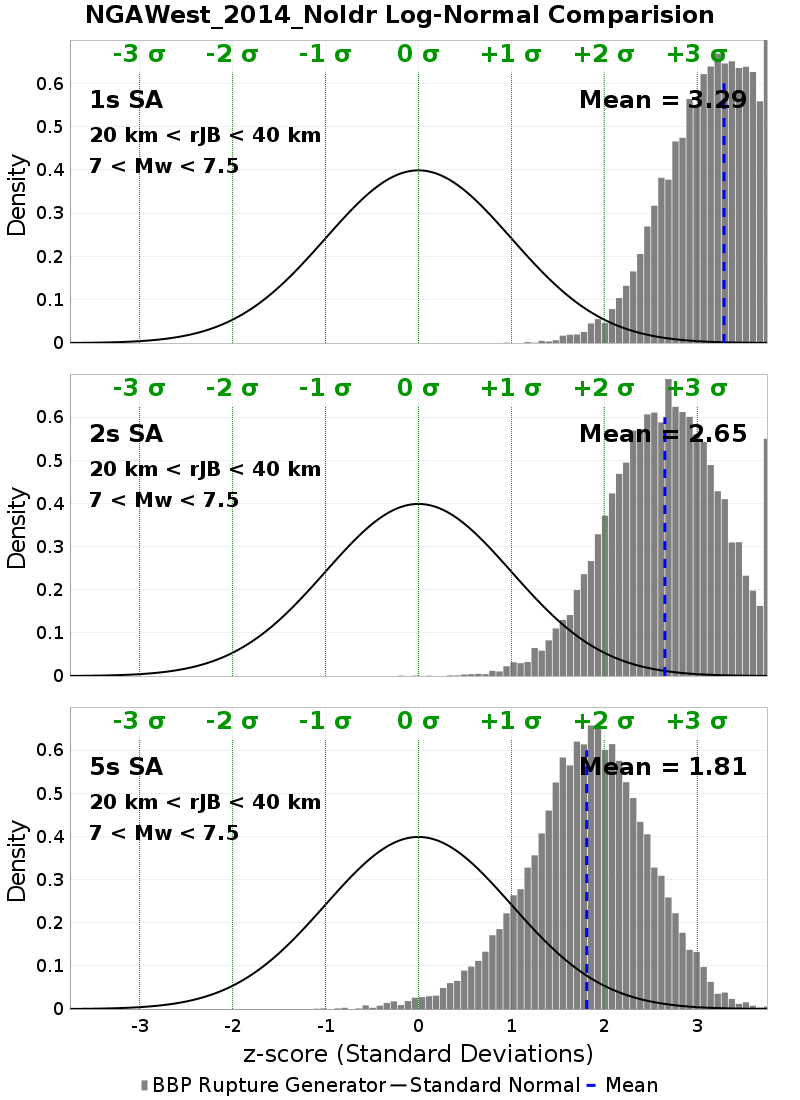 NGAWest_2014_NoIdr Log-Normal Comparision
-3 σ -2 σ -1 σ 0 σ +1 σ +2 σ +3 σ
1s SA
Mean = 3.29
20 km < rJB < 40 km
7 < Mw < 7.5
0.6
0.5
0.4
0.3
0.2
0.1
0
Density
-3 σ -2 σ -1 σ 0 σ +1 σ +2 σ +3 σ
2s SA
Mean = 2.65
20 km < rJB < 40 km
7 < Mw < 7.5
0.6
0.5
0.4
0.3
0.2
0.1
0
Density
-3 σ -2 σ -1 σ 0 σ +1 σ +2 σ +3 σ
5s SA
Mean = 1.81
20 km < rJB < 40 km
7 < Mw < 7.5
0.6
0.5
0.4
0.3
0.2
0.1
0
Density
-3 -2 -1 0 1 2 3
z-score (Standard Deviations)
BBP Rupture Generator Standard Normal Mean